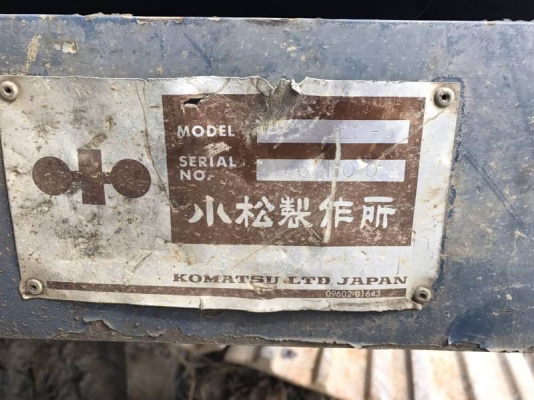 MODEL
SERIAL
NO.
小松製作所
KOMATSU LTD JAPAN
09602-01643